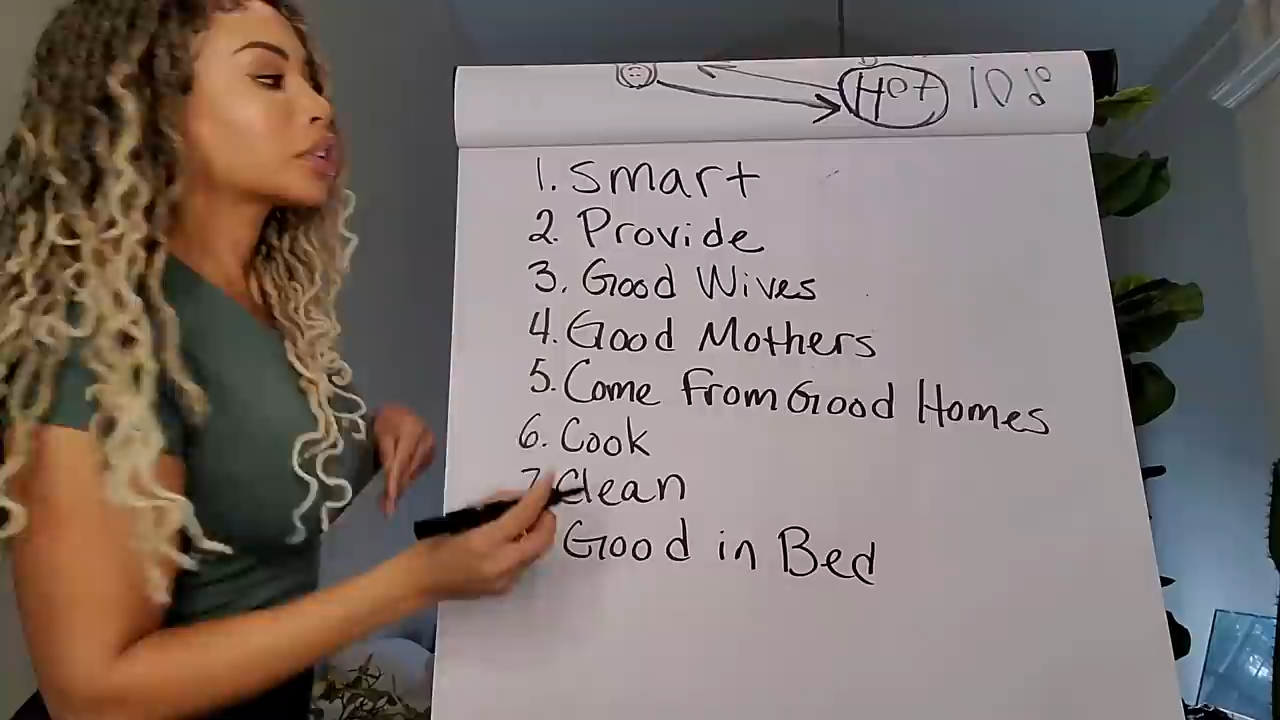 Hot 10%
1. Smart
2. Provide
3. Good Wives
4. Good Mothers
5. Come from Good Homes
6. Cook
7. Clean
Good in Bed